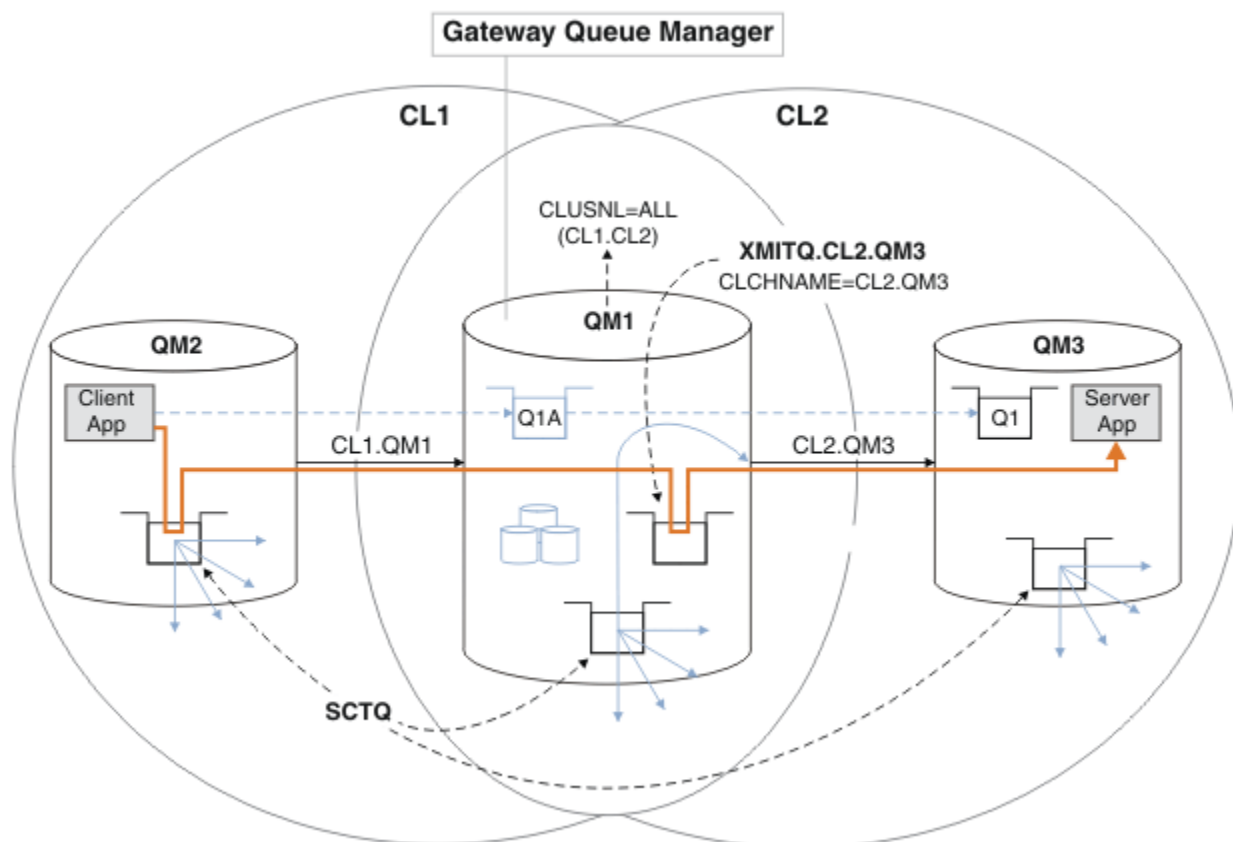 Gateway Queue Manager
CL1
CL2
CLUSNL=ALL
(CL1.CL2)
XMITQ.CL2.QM3
CLCHNAME=CL2.QM3
QM2
QM1
QM3
Client
App
Q1A
Q1
Server
App
CL1.QM1
CL2.QM3
SCTQ